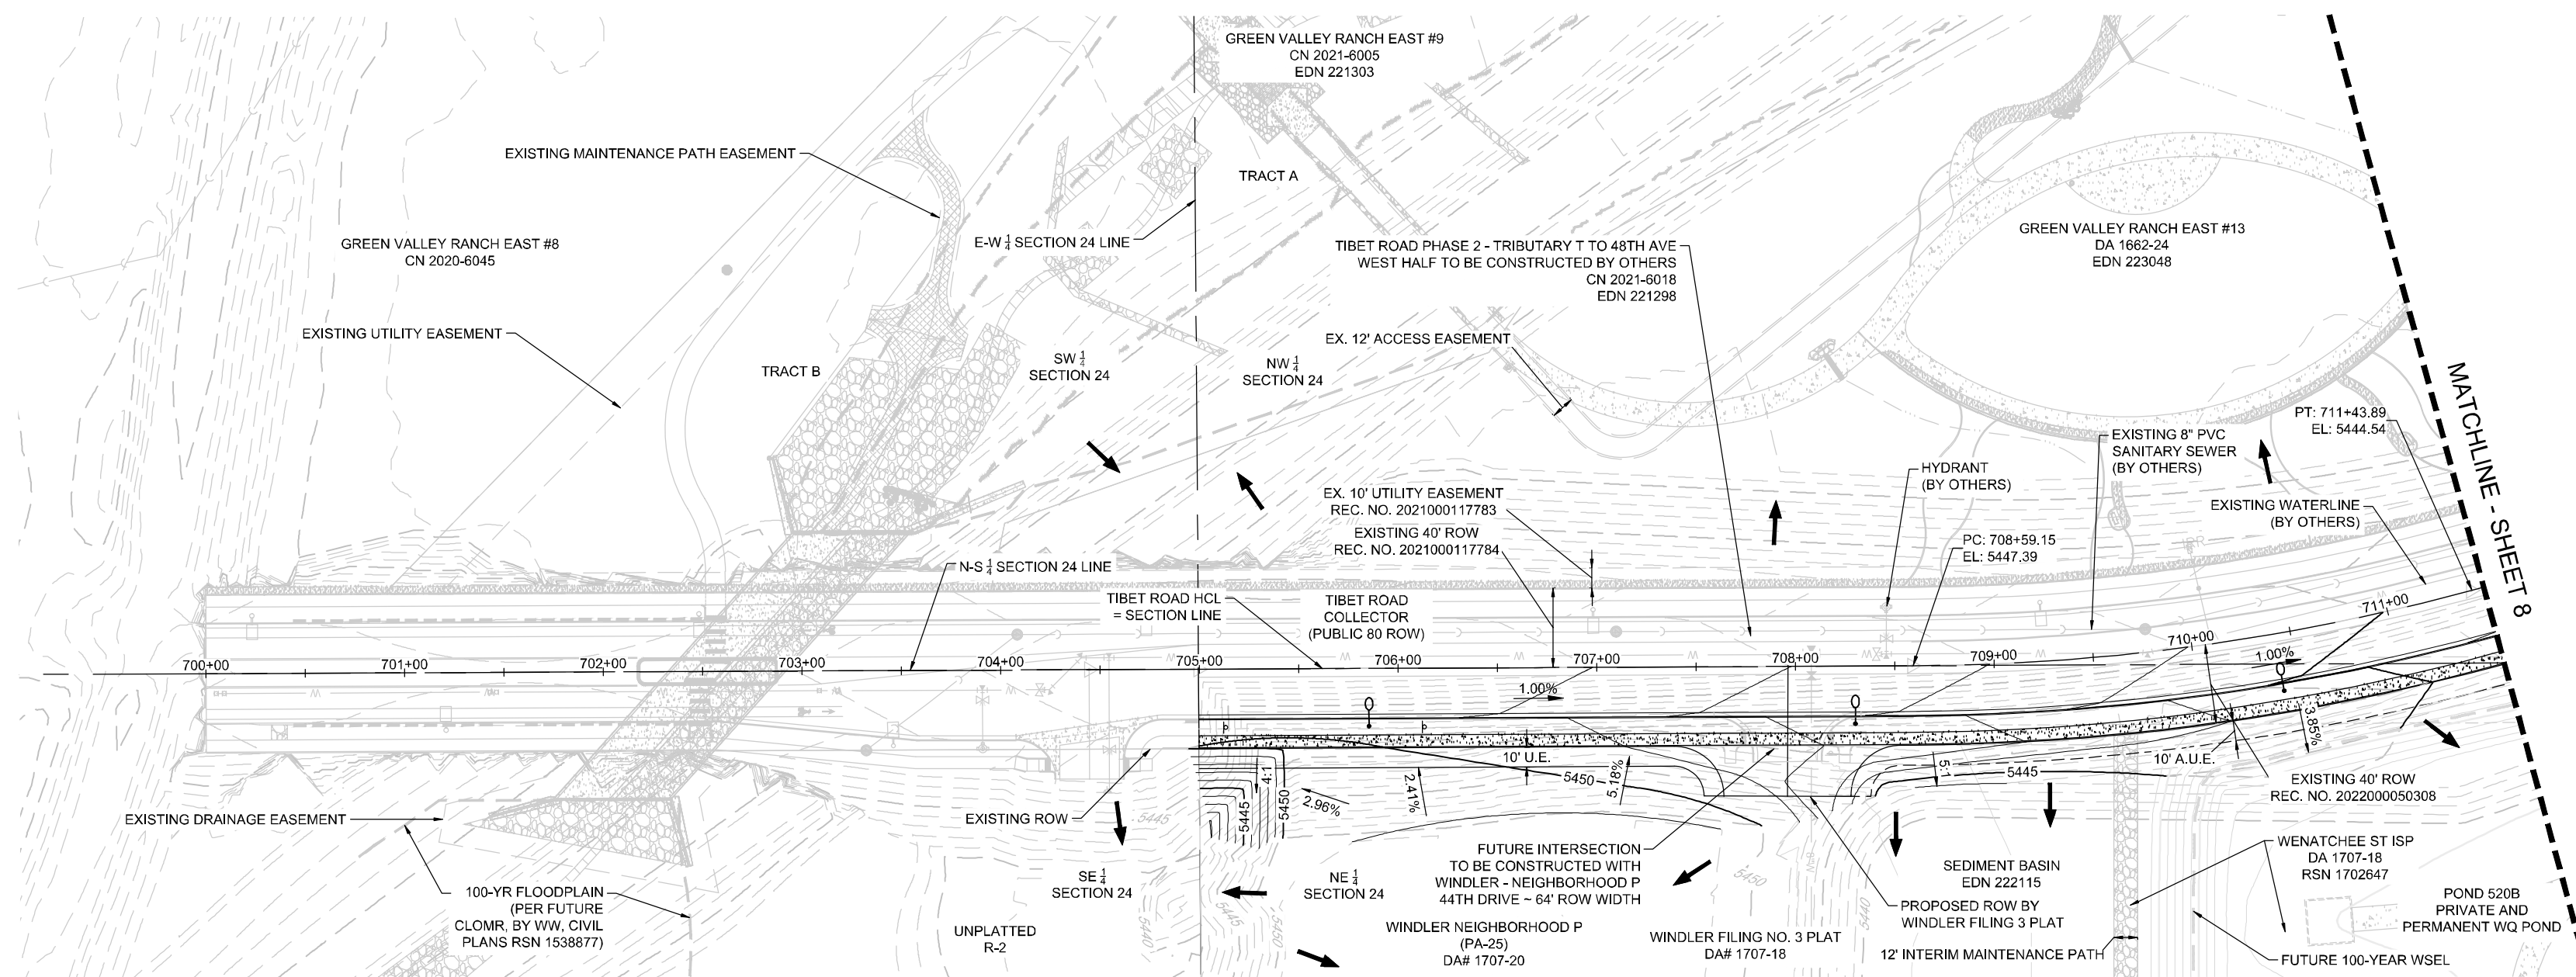 GREEN VALLEY RANCH EAST #9
CN 2021-6005
EDN 221303
EXISTING MAINTENANCE PATH EASEMENT
TRACT A
GREEN VALLEY RANCH EAST #8
CN 2020-6045
E-W 1/4 SECTION 24 LINE
TIBET ROAD PHASE 2 - TRIBUTARY T TO 48TH AVE
WEST HALF TO BE CONSTRUCTED BY OTHERS
CN 2021-6018
EDN 221298
GREEN VALLEY RANCH EAST #13
DA 1662-24
EDN 223048
EXISTING UTILITY EASEMENT
EX. 12' ACCESS EASEMENT
TRACT B
SW 1/4
SECTION 24
NW 1/4
SECTION 24
MATCHLINE - SHEET 8
PT: 711+43.89
EL: 5444.54
EXISTING 8" PVC
SANITARY SEWER
(BY OTHERS)
HYDRANT
(BY OTHERS)
EXISTING WATERLINE
(BY OTHERS)
EX. 10' UTILITY EASEMENT
REC. NO. 2021000117783
EXISTING 40' ROW
REC. NO. 2021000117784
PC: 708+59.15
EL: 5447.39
N-S 1/4 SECTION 24 LINE
TIBET ROAD HCL
= SECTION LINE
TIBET ROAD
COLLECTOR
(PUBLIC 80 ROW)
700+00
701+00
702+00
703+00
704+00
705+00
706+00
707+00
708+00
709+00
710+00
711+00
1.00%
1.00%
3.85%
10' U.E.
5450
5.18%
2.41%
2.96%
4:1
5445
5450
5:1
5445
10' A.U.E.
EXISTING 40' ROW
REC. NO. 2022000050308
EXISTING DRAINAGE EASEMENT
EXISTING ROW
5445
100-YR FLOODPLAIN
(PER FUTURE
CLOMR, BY WW, CIVIL
PLANS RSN 1538877)
SE 1/4
SECTION 24
NE 1/4
SECTION 24
FUTURE INTERSECTION
TO BE CONSTRUCTED WITH
WINDLER - NEIGHBORHOOD P
44TH DRIVE ~ 64' ROW WIDTH
SEDIMENT BASIN
EDN 222115
WENATCHEE ST ISP
DA 1707-18
RSN 1702647
POND 520B
PRIVATE AND
PERMANENT WQ POND
PROPOSED ROW BY
WINDLER FILING 3 PLAT
UNPLATTED
R-2
WINDLER NEIGHBORHOOD P
(PA-25)
DA# 1707-20
WINDLER FILING NO. 3 PLAT
DA# 1707-18
12' INTERIM MAINTENANCE PATH
FUTURE 100-YEAR WSEL
5440
5445
5450
5450
5440